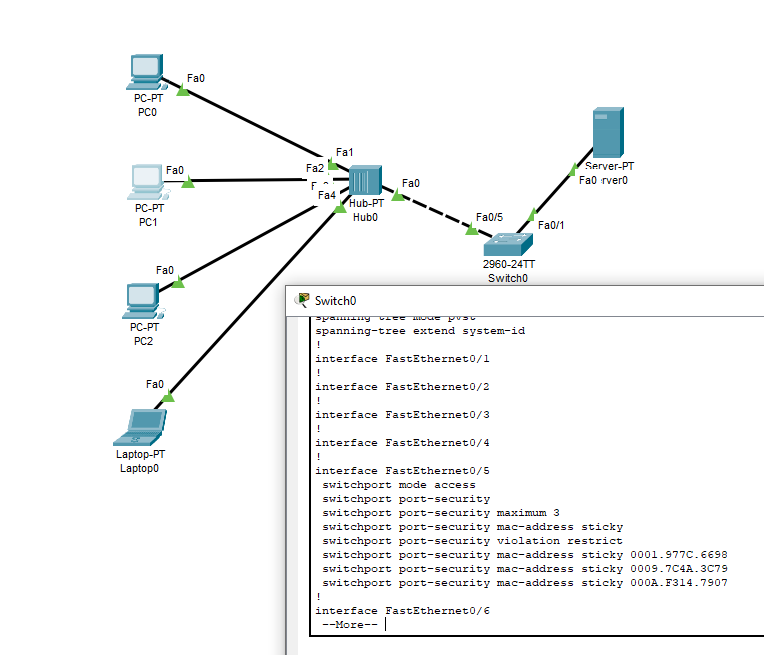 Fa0
PC-PT
PC0
Fa1
Fa2
Fa0
PC-PT
PC1
Fa4
Hub-PT
Hub0
Fa0
Server-PT
Fa0 rver0
Fa0/5
Fa0/1
2960-24TT
Switch0
Fa0
PC-PT
PC2
Fa0
Laptop-PT
Laptop0
Switch0
spanning-tree mode pvst
spanning-tree extend system-id
!
interface FastEthernet0/1
!
interface FastEthernet0/2
!
interface FastEthernet0/3
!
interface FastEthernet0/4
!
interface FastEthernet0/5
switchport mode access
switchport port-security
switchport port-security maximum 3
switchport port-security mac-address sticky
switchport port-security violation restrict
switchport port-security mac-address sticky 0001.977C.6698
switchport port-security mac-address sticky 0009.7C4A.3C79
switchport port-security mac-address sticky 000A.F314.7907
!
interface FastEthernet0/6
--More--